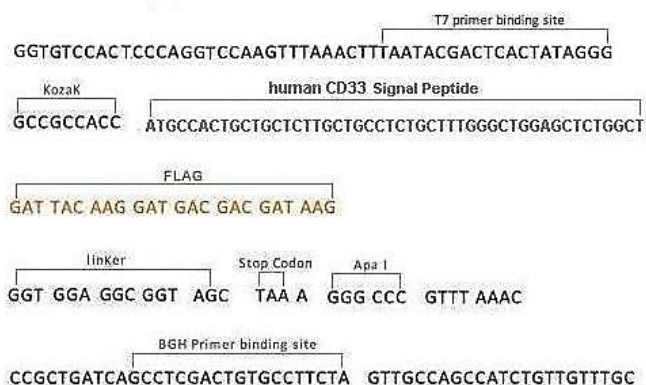 T7 primer binding site
GGTGTCCACTCCCAGGTCCAAGTTTAAACTTTAATACGACTCACTATAGGG
KozaK
human CD33 Signal Peptide
GCCGCCACC ATGCCACTGCTGCTCTTGCTGCCTCTGCTTTGGGCTGGAGCTCTGGCT
FLAG
GAT TAC AAG GAT GAC GAC GAT AAG
linker
Stop Codon
Apa I
GGT GGA GGC GGT AGC TAA A GGG CCC GTTT AAAC
BGH Primer binding site
CCGCTGATCAGCCTCGACTGTGCCTTCTA GTTGCCAGCCATCTGTTGTTTGC